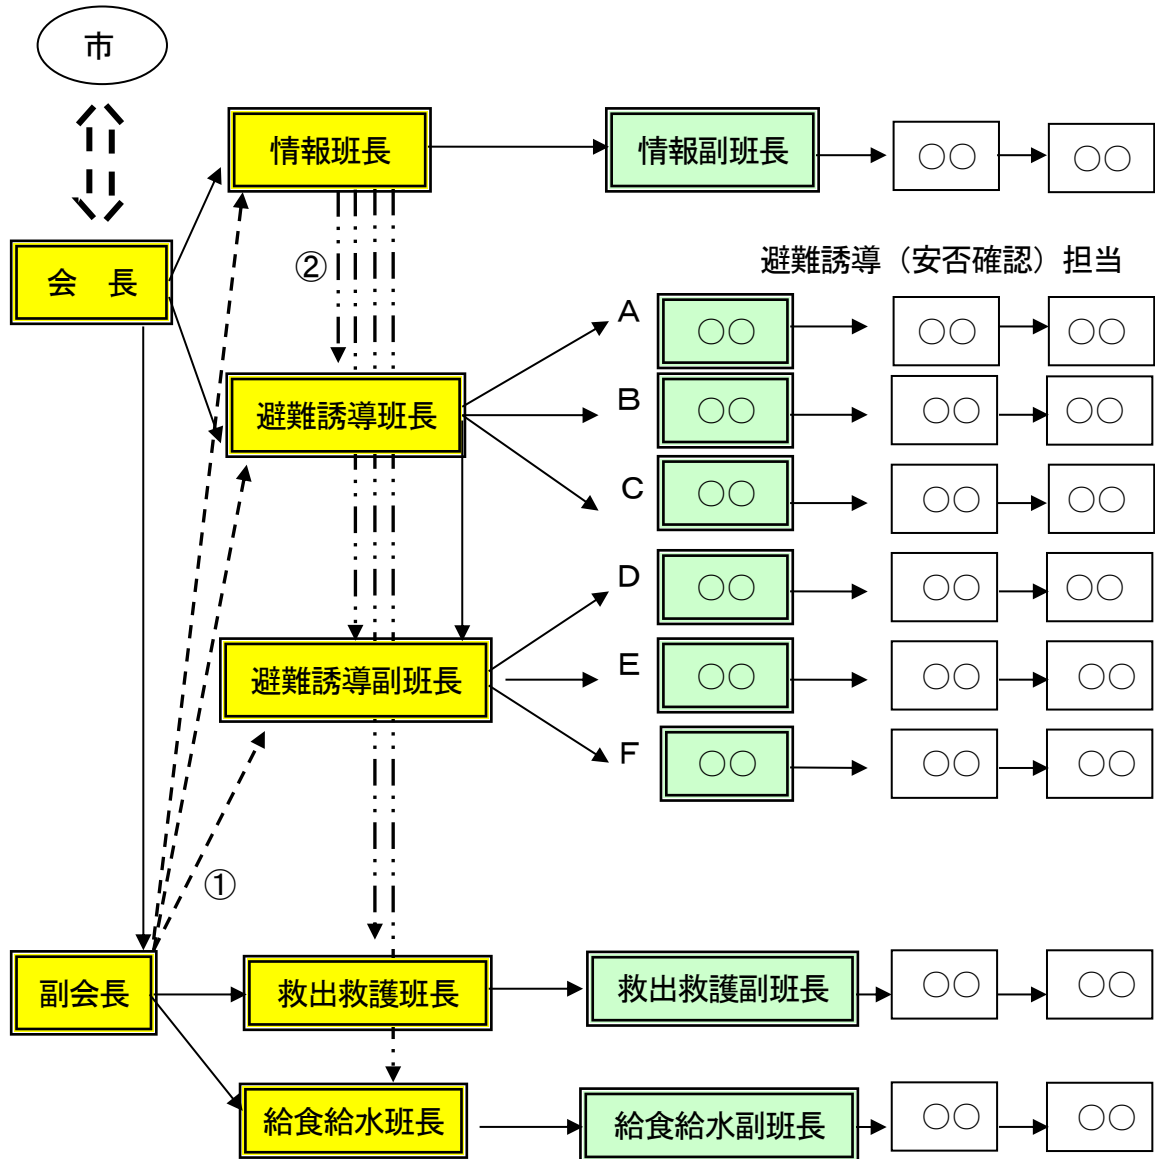 市
情報班長 情報副班長 ○○ ○○
②
避難誘導（安否確認）担当
会　長
A ○○ ○○ ○○
避難誘導班長
B ○○ ○○ ○○
C ○○ ○○ ○○
D ○○ ○○ ○○
避難誘導副班長
E ○○ ○○ ○○
F ○○ ○○ ○○
①
副会長
救出救護班長 救出救護副班長 ○○ ○○
給食給水班長 給食給水副班長 ○○ ○○